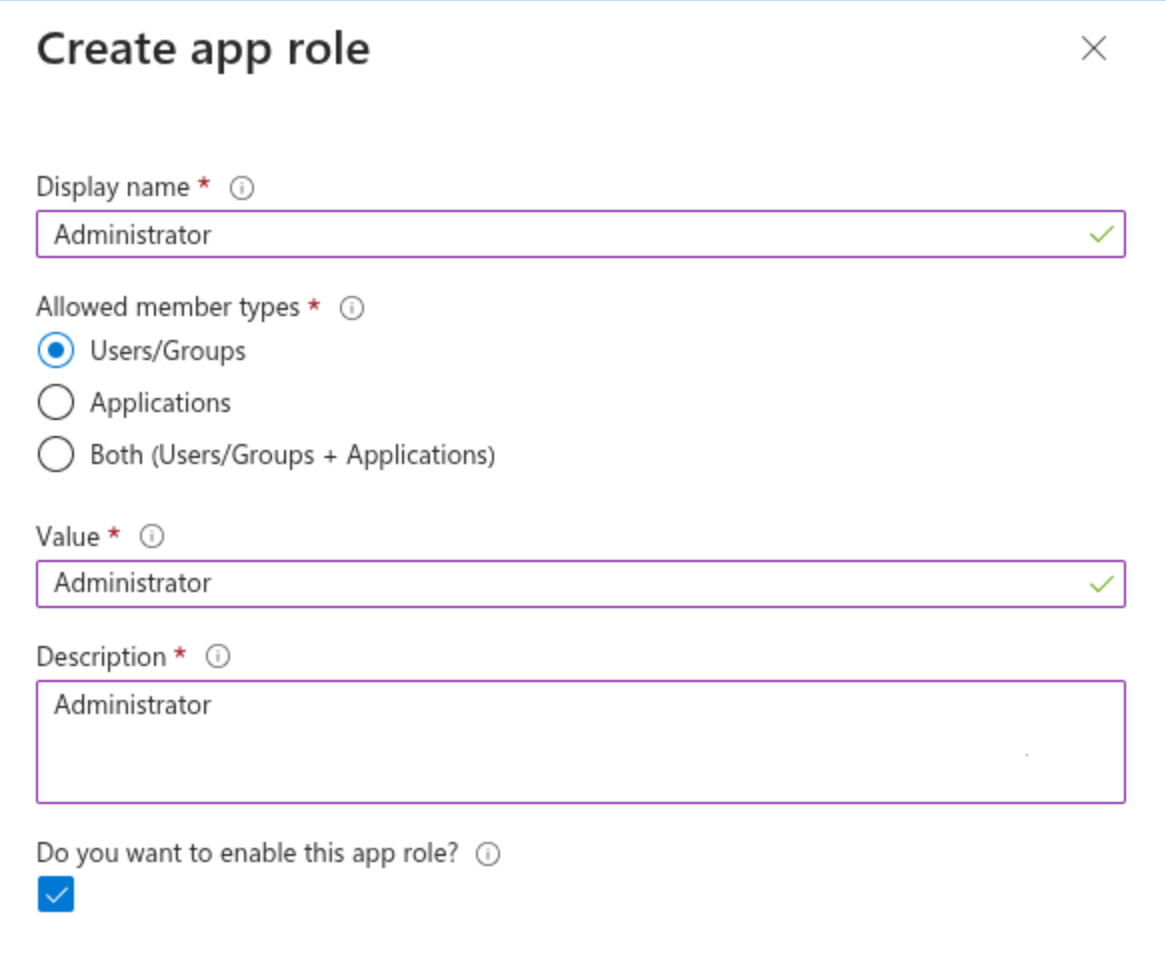 Create app role
Display name *
Administrator
Allowed member types *
Users/Groups
Applications
Both (Users/Groups + Applications)
Value *
Administrator
Description *
Administrator
Do you want to enable this app role?